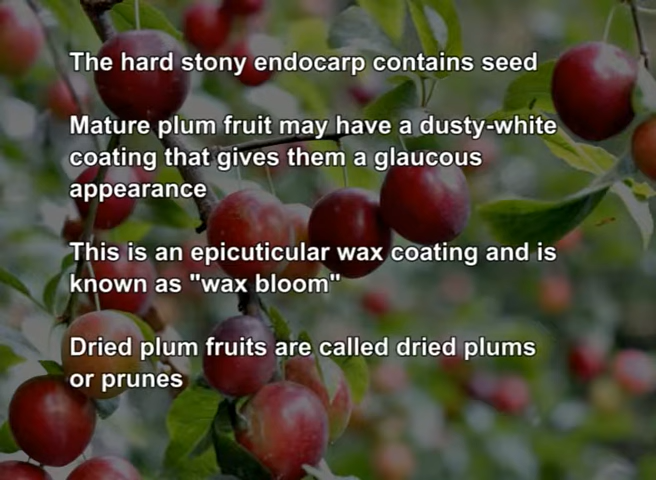 The hard stony endocarp contains seed
Mature plum fruit may have a dusty-white
coating that gives them a glaucous
appearance
This is an epicuticular wax coating and is
known as "wax bloom"
Dried plum fruits are called dried plums
or prunes